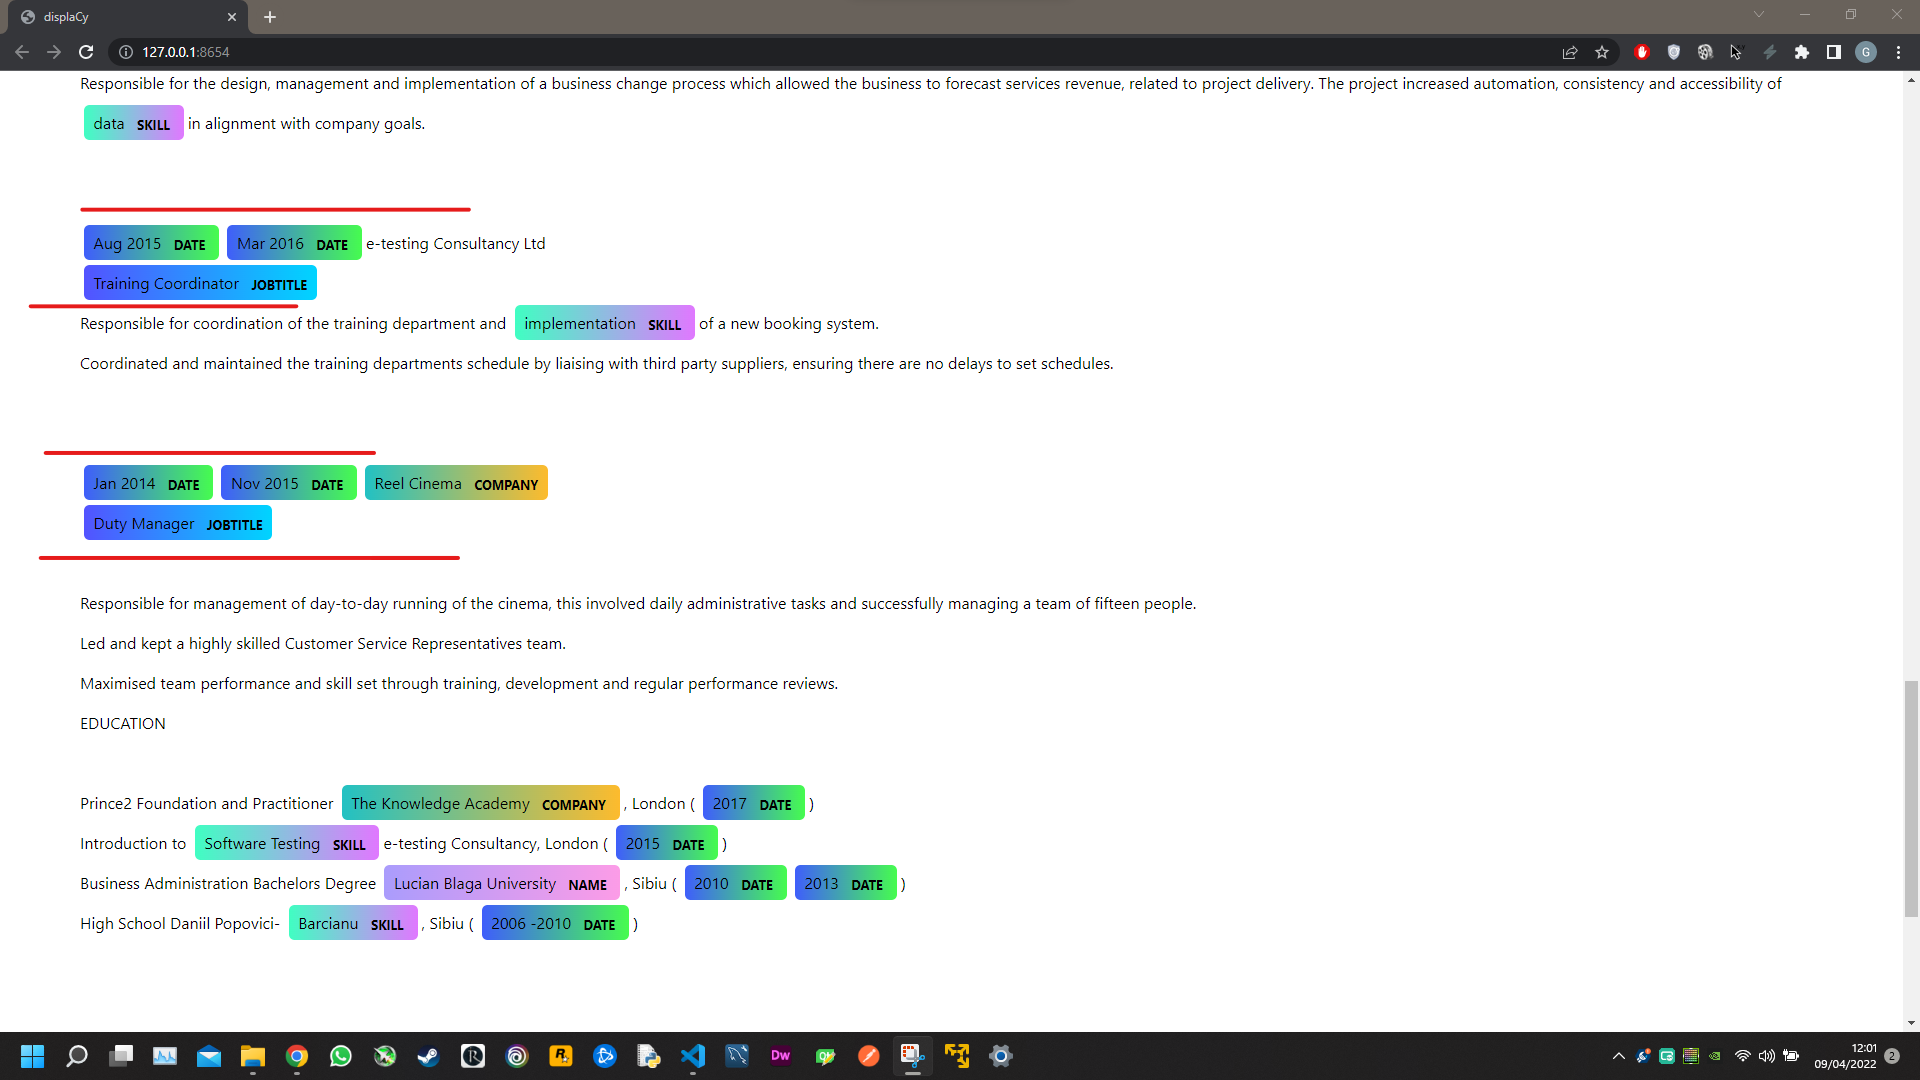 displaCy
127.0.0.1:8654
G
Responsible for the design, management and implementation of a business change process which allowed the business to forecast services revenue, related to project delivery. The project increased automation, consistency and accessibility of
data SKILL in alignment with company goals.
Aug 2015 DATE Mar 2016 DATE e-testing Consultancy Ltd
Training Coordinator JOBTITLE
Responsible for coordination of the training department and implementation SKILL of a new booking system.
Coordinated and maintained the training departments schedule by liaising with third party suppliers, ensuring there are no delays to set schedules.
Jan 2014 DATE Nov 2015 DATE Reel Cinema COMPANY
Duty Manager JOBTITLE
Responsible for management of day-to-day running of the cinema, this involved daily administrative tasks and successfully managing a team of fifteen people.
Led and kept a highly skilled Customer Service Representatives team.
Maximised team performance and skill set through training, development and regular performance reviews.
EDUCATION
Prince2 Foundation and Practitioner The Knowledge Academy COMPANY , London ( 2017 DATE )
Introduction to Software Testing SKILL e-testing Consultancy, London ( 2015 DATE )
Business Administration Bachelors Degree Lucian Blaga University NAME , Sibiu ( 2010 DATE 2013 DATE )
High School Daniil Popovici- Barcianu SKILL , Sibiu ( 2006 -2010 DATE )
R
Dw
Qt
12:01
09/04/2022
2